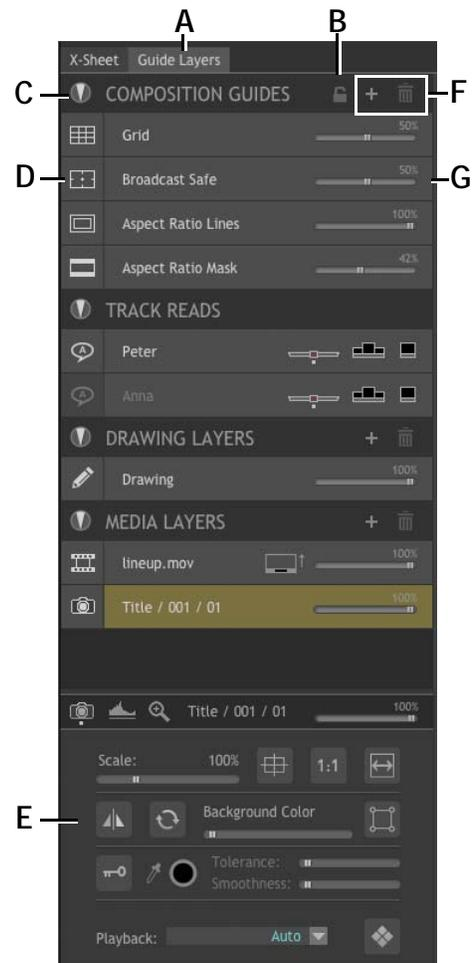 A
B
X-Sheet Guide Layers
C COMPOSITION GUIDES + F
Grid 50%
D Broadcast Safe 50% G
Aspect Ratio Lines 100%
Aspect Ratio Mask 42%
TRACK READS
A Peter
A Anna
DRAWING LAYERS +
Drawing 100%
MEDIA LAYERS +
lineup.mov 100%
Title / 001 / 01 100%
Title / 001 / 01 100%
Scale: 100% 1:1
E Background Color
Tolerance:
Smoothness:
Playback: Auto